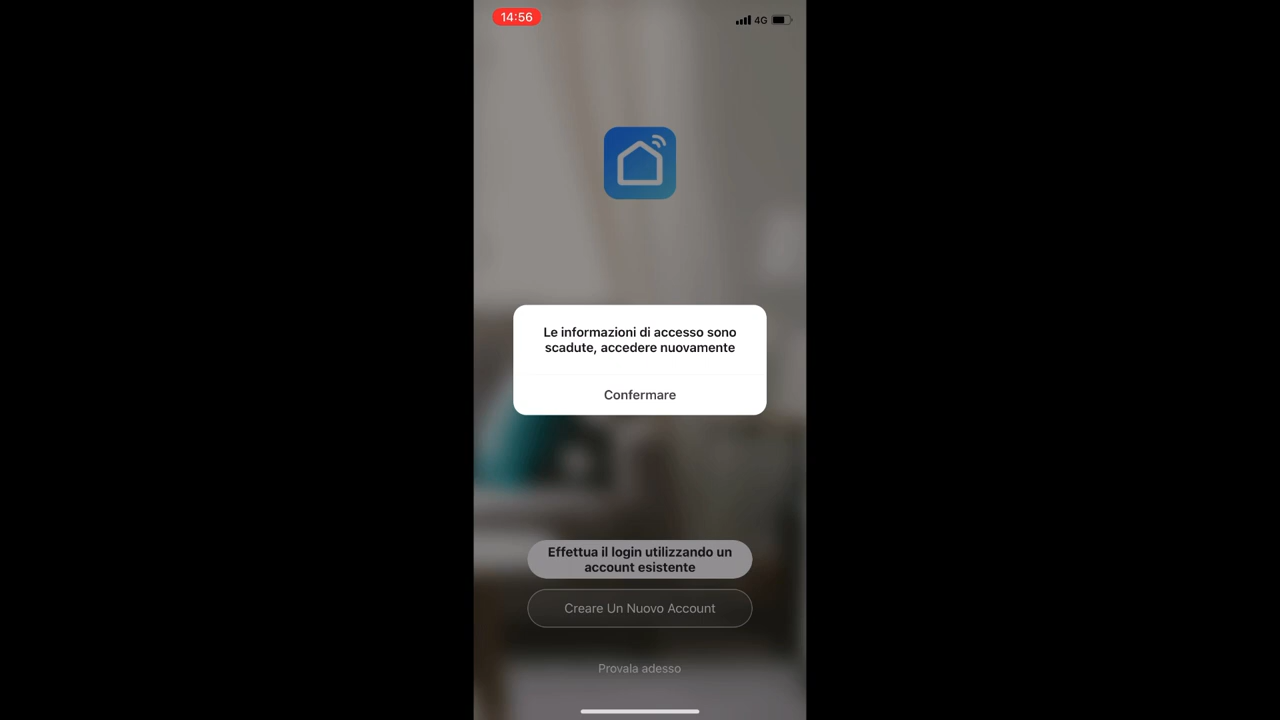 14:56
4G
Le informazioni di accesso sono
scadute, accedere nuovamente
Confermare
Effettua il login utilizzando un
account esistente
Creare Un Nuovo Account
Provala adesso